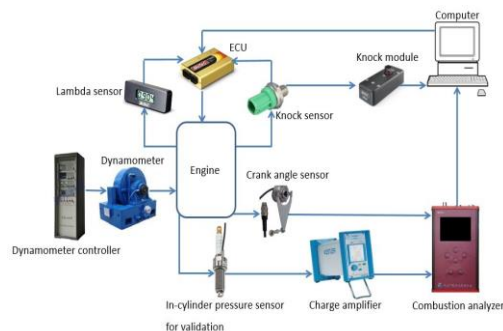 Computer
ECU
Knock module
Lambda sensor
Knock sensor
Dynamometer
Engine
Crank angle sensor
Dynamometer controller
In-cylinder pressure sensor
for validation
Charge amplifier
Combustion analyzer